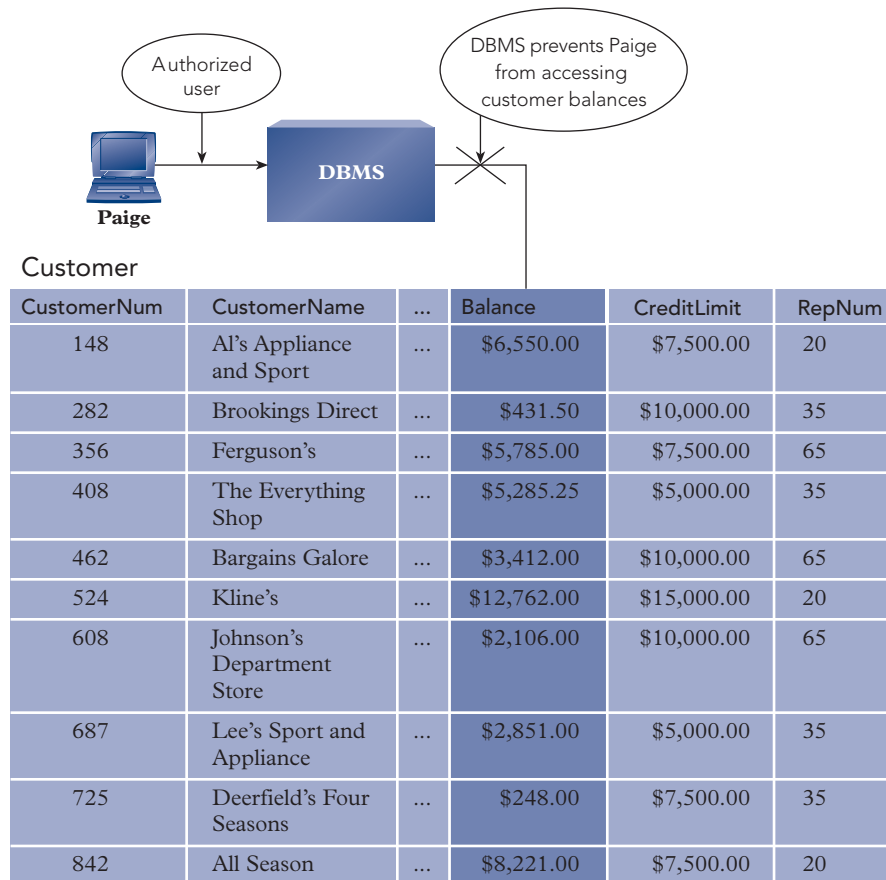 Authorized
user
DBMS prevents Paige
from accessing
customer balances
DBMS
Paige
Customer
CustomerNum CustomerName ... Balance CreditLimit RepNum
148 Al's Appliance ... $6,550.00 $7,500.00 20
and Sport
282 Brookings Direct ... $431.50 $10,000.00 35
356 Ferguson's ... $5,785.00 $7,500.00 65
408 The Everything ... $5,285.25 $5,000.00 35
Shop
462 Bargains Galore ... $3,412.00 $10,000.00 65
524 Kline's ... $12,762.00 $15,000.00 20
608 Johnson's ... $2,106.00 $10,000.00 65
Department
Store
687 Lee's Sport and ... $2,851.00 $5,000.00 35
Appliance
725 Deerfield's Four ... $248.00 $7,500.00 35
Seasons
842 All Season ... $8,221.00 $7,500.00 20